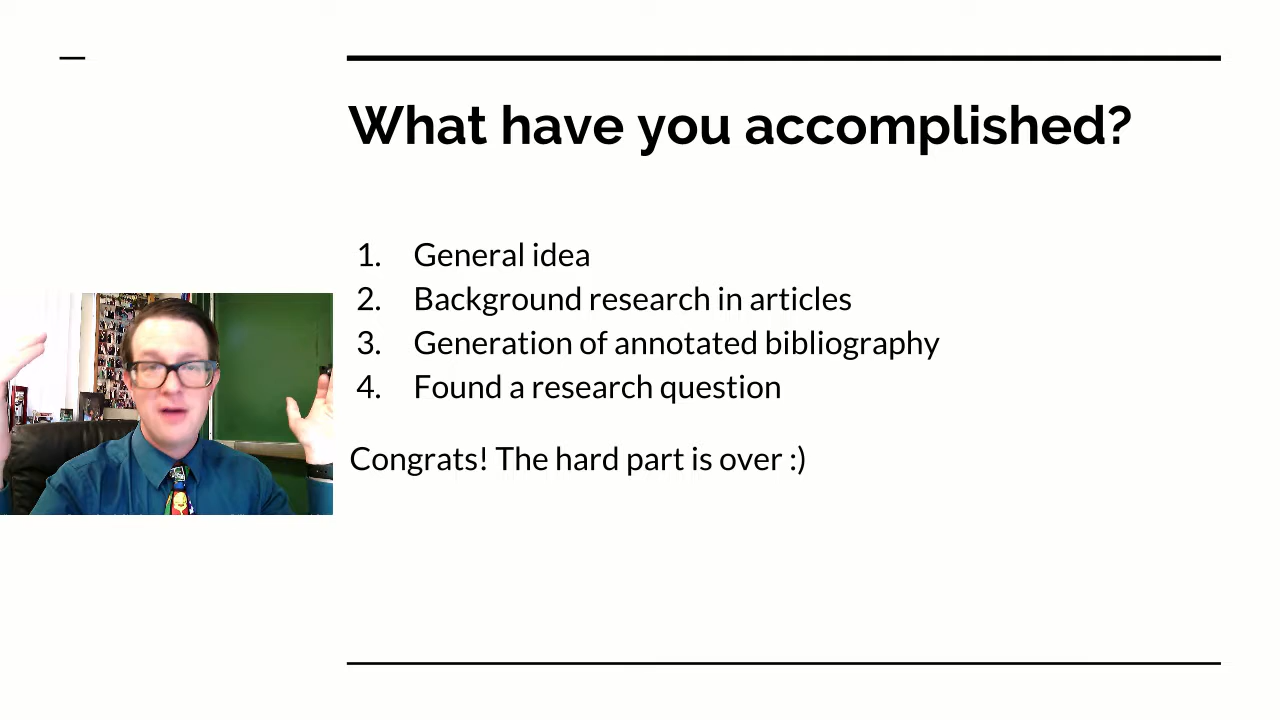 What have you accomplished?
1. General idea
2. Background research in articles
3. Generation of annotated bibliography
4. Found a research question
Congrats! The hard part is over :)